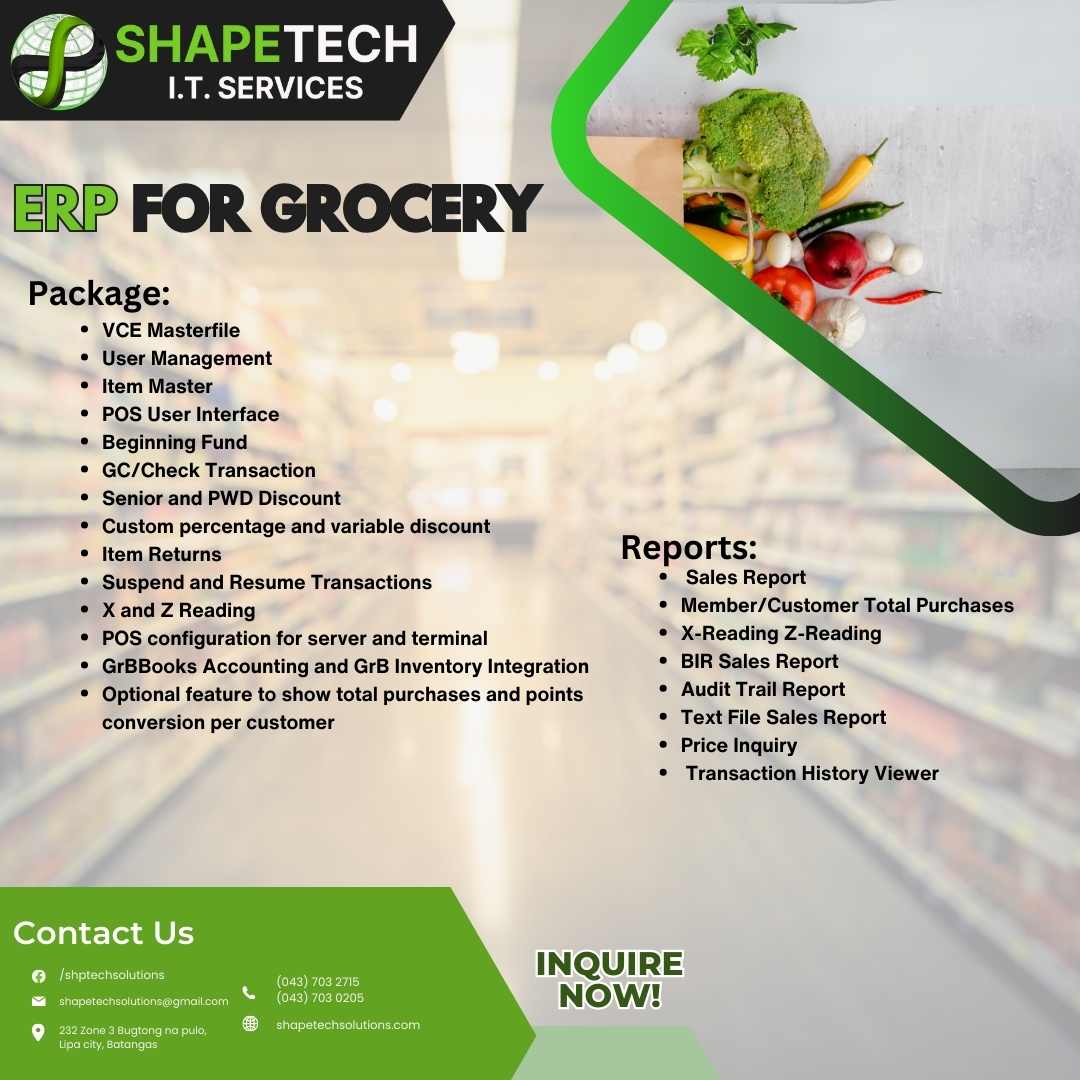 SHAPETECH
I.T. SERVICES
ERP FOR GROCERY
Package:
• VCE Masterfile
• User Management
• Item Master
• POS User Interface
• Beginning Fund
• GC/Check Transaction
• Senior and PWD Discount
• Custom percentage and variable discount
• Item Returns
• Suspend and Resume Transactions
• X and Z Reading
• POS configuration for server and terminal
• GrBBooks Accounting and GrB Inventory Integration
• Optional feature to show total purchases and points
conversion per customer
Reports:
• Sales Report
• Member/Customer Total Purchases
• X-Reading Z-Reading
• BIR Sales Report
• Audit Trail Report
• Text File Sales Report
• Price Inquiry
• Transaction History Viewer
Contact Us
/shptechsolutions
shapetechsolutions@gmail.com
232 Zone 3 Bugtong na pulo,
Lipa city, Batangas
(043) 703 2715
(043) 703 0205
shapetechsolutions.com
INQUIRE
NOW!